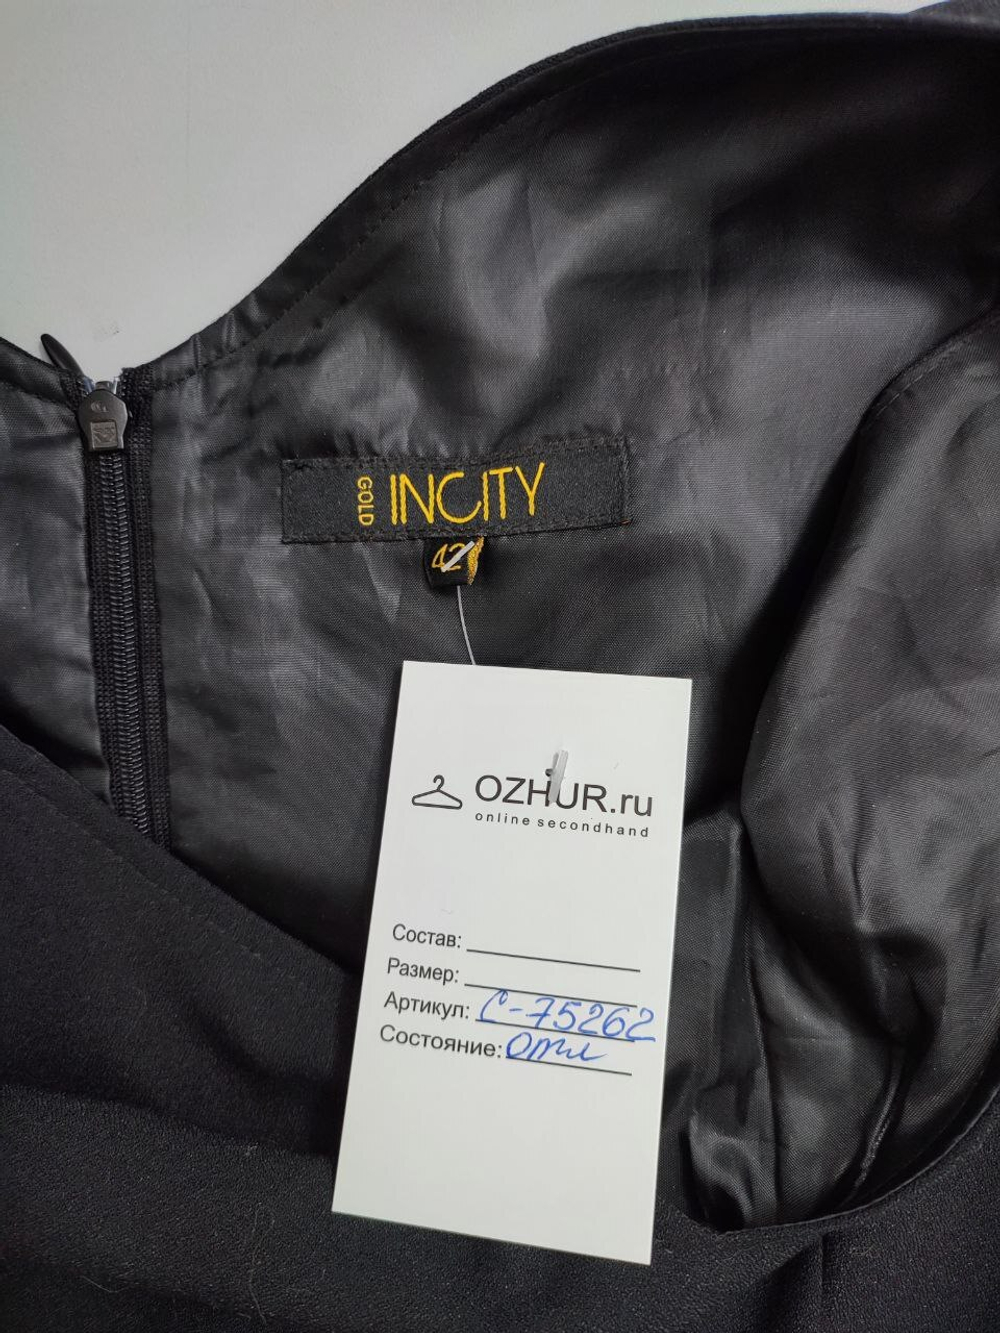 GOLD INCITY
42
OZHUR.ru
online secondhand
Состав:
Размер:
Артикул: С-75262
Состояние: отл